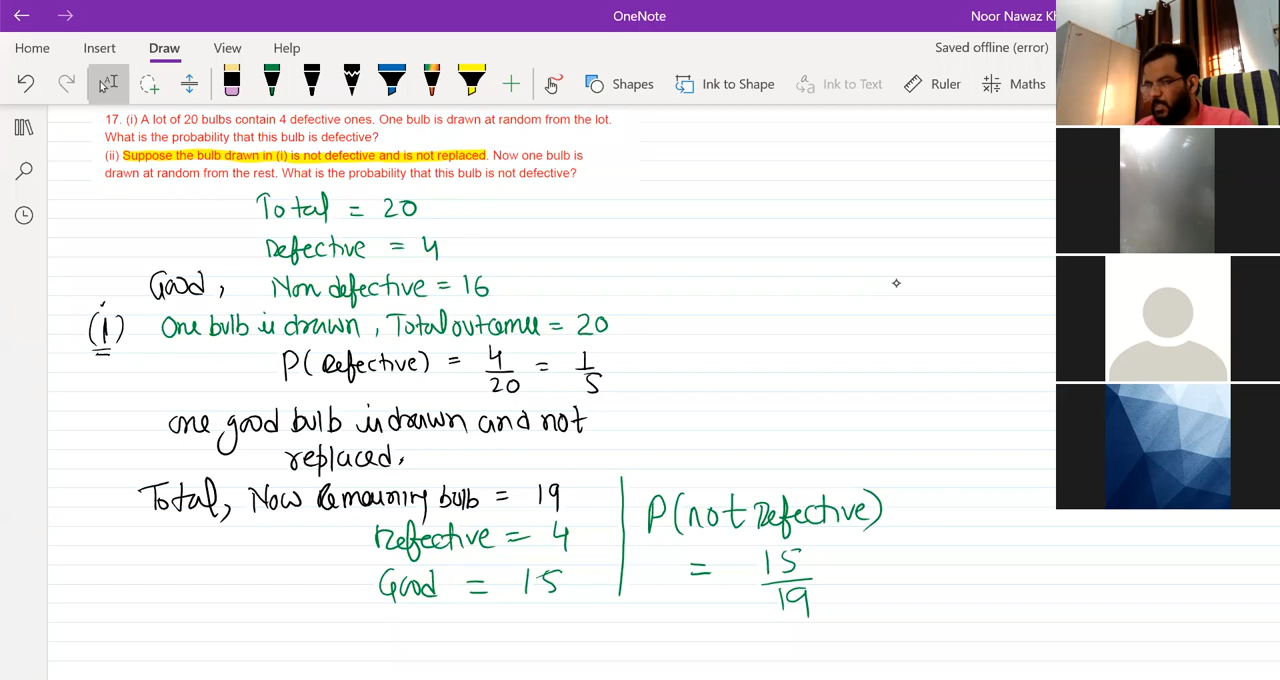 OneNote
Noor Nawaz Kh
Home Insert Draw View Help
Saved offline (error)
Shapes Ink to Shape Ink to Text Ruler Maths
17. (i) A lot of 20 bulbs contain 4 defective ones. One bulb is drawn at random from the lot.
What is the probability that this bulb is defective?
(ii) Suppose the bulb drawn in (i) is not defective and is not replaced. Now one bulb is
drawn at random from the rest. What is the probability that this bulb is not defective?
Total = 20
Defective = 4
Good, Non defective = 16
(i) One bulb is drawn, Total outcomes = 20
P(Defective) = 4/20 = 1/5
one good bulb is drawn and not
replaced.
Total, Now Remaining bulb = 19
Defective = 4
Good = 15
P(not Defective)
= 15/19